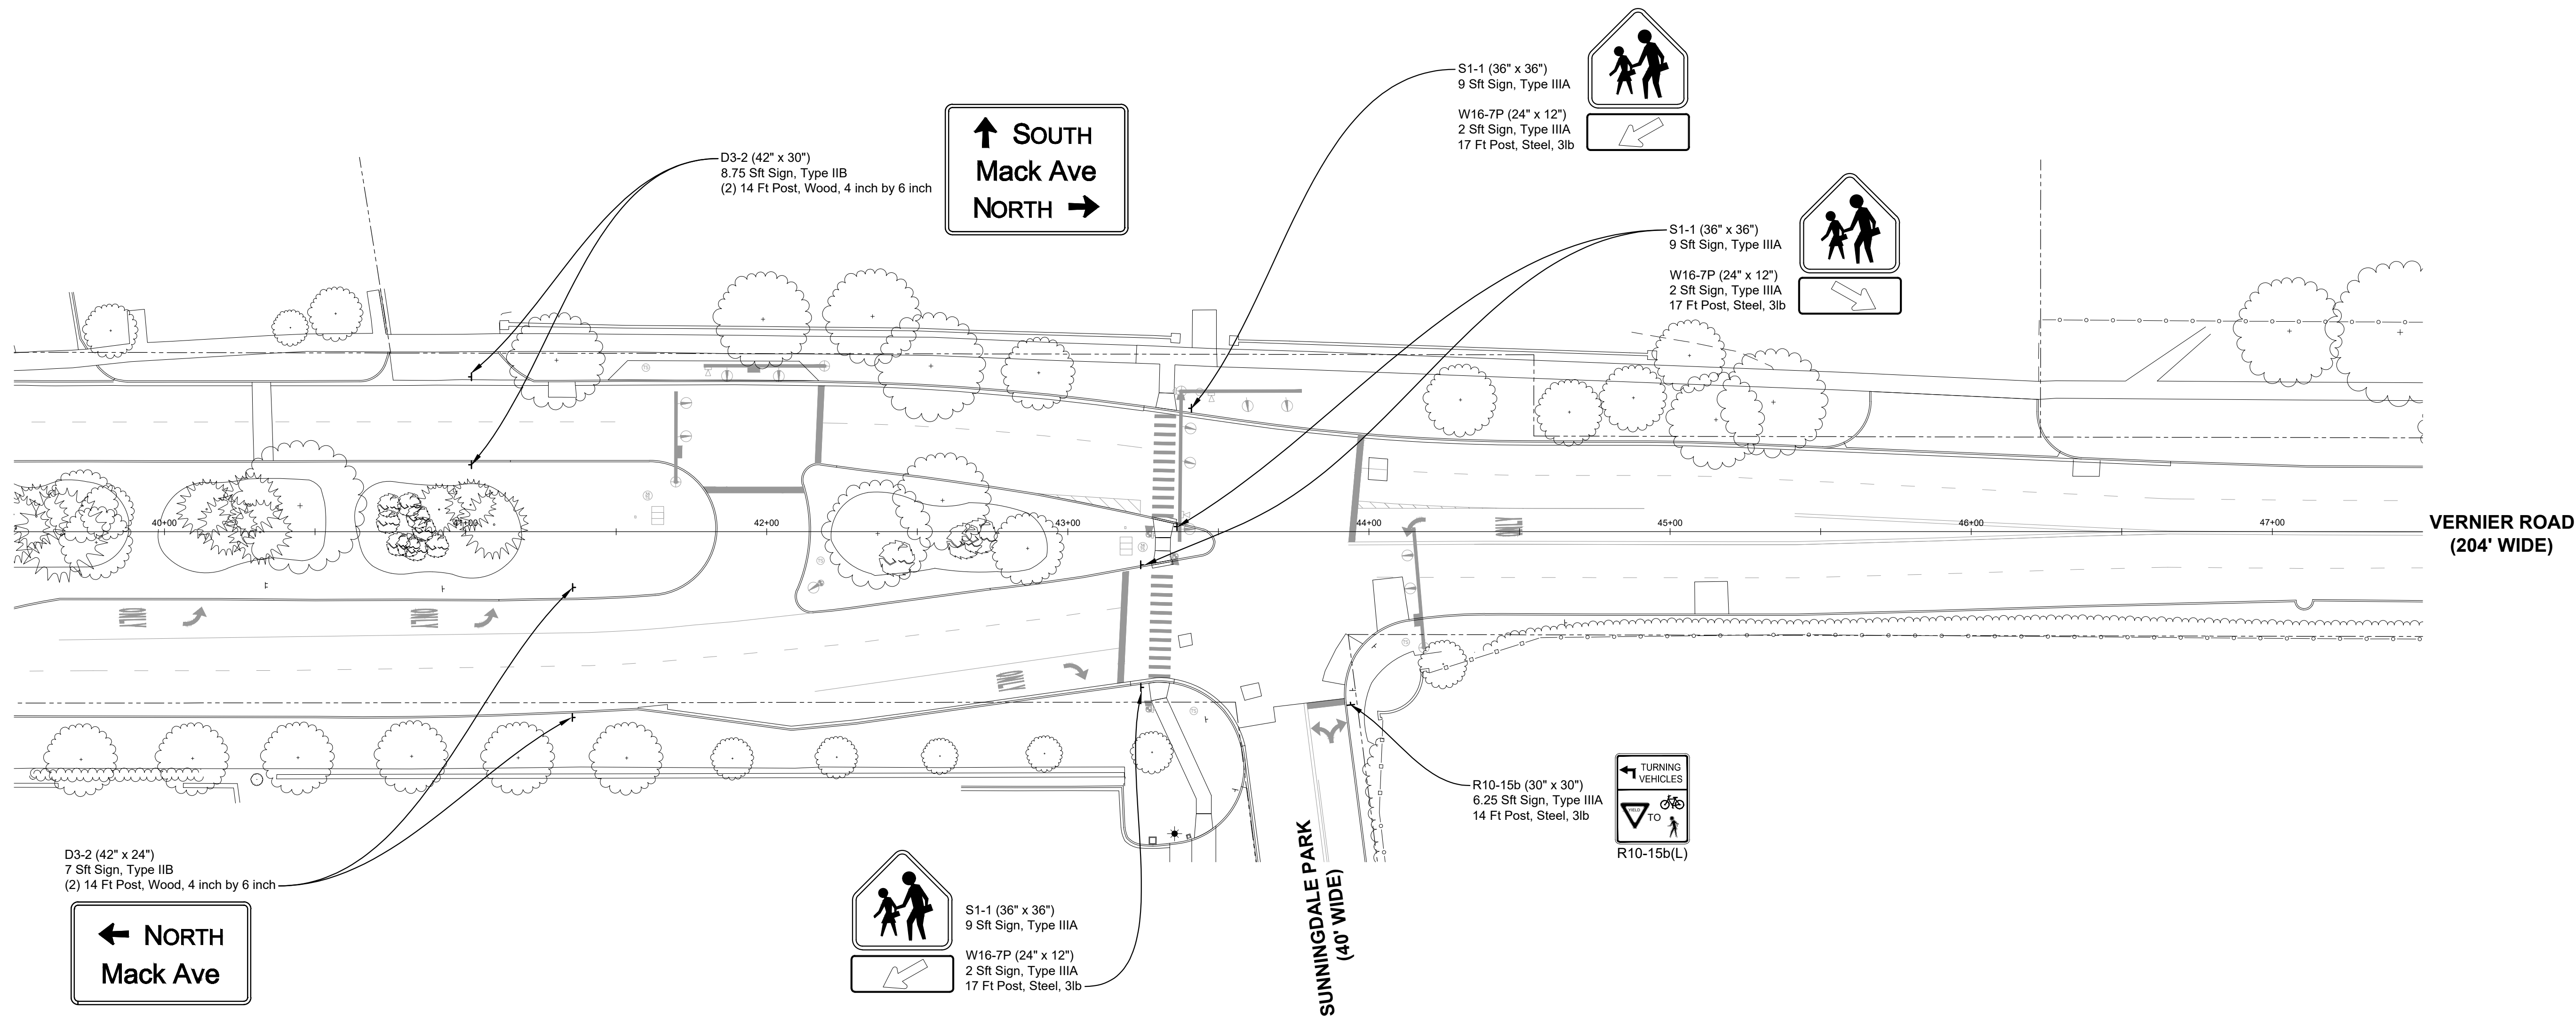 S1-1 (36" x 36")
9 Sft Sign, Type IIIA
W16-7P (24" x 12")
2 Sft Sign, Type IIIA
17 Ft Post, Steel, 3lb
D3-2 (42" x 30")
8.75 Sft Sign, Type IIB
(2) 14 Ft Post, Wood, 4 inch by 6 inch
SOUTH
Mack Ave
NORTH
S1-1 (36" x 36")
9 Sft Sign, Type IIIA
W16-7P (24" x 12")
2 Sft Sign, Type IIIA
17 Ft Post, Steel, 3lb
40+00
41+00
42+00
43+00
44+00
45+00
46+00
47+00
VERNIER ROAD
(204' WIDE)
ONLY
ONLY
ONLY
ONLY
R10-15b (30" x 30")
6.25 Sft Sign, Type IIIA
14 Ft Post, Steel, 3lb
TURNING
VEHICLES
YIELD
TO
R10-15b(L)
SUNNINGDALE PARK
(40' WIDE)
D3-2 (42" x 24")
7 Sft Sign, Type IIB
(2) 14 Ft Post, Wood, 4 inch by 6 inch
NORTH
Mack Ave
S1-1 (36" x 36")
9 Sft Sign, Type IIIA
W16-7P (24" x 12")
2 Sft Sign, Type IIIA
17 Ft Post, Steel, 3lb